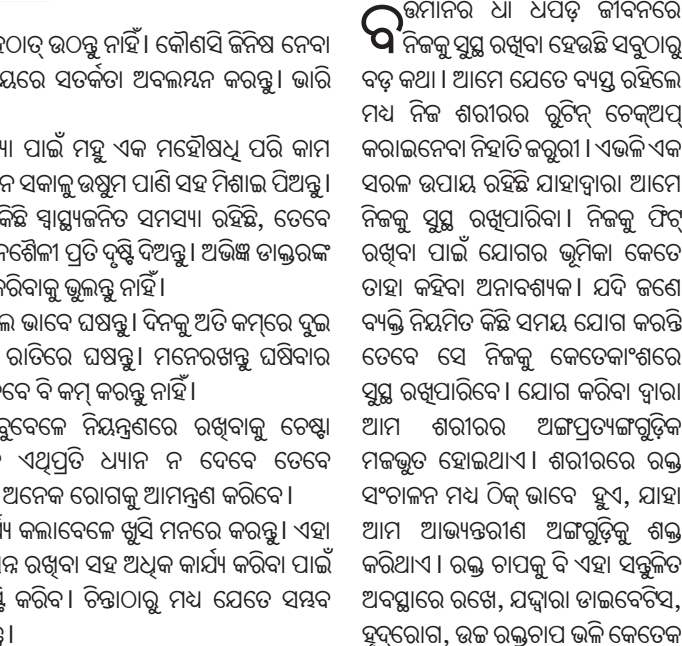 ହଠାତ୍ ଉଠନ୍ତୁ ନାହିଁ। କୌଣସି ଜିନିଷ ନେବା
ସତର୍କତା ଅବଲମ୍ବନ କରନ୍ତୁ। ଭାରି
ପାଇଁ ମହୁ ଏକ ମହୌଷଧି ପରି କାମ
ସକାଳୁ ଉଷୁମ ପାଣି ସହ ମିଶାଇ ପିଅନ୍ତୁ।
କିଛି ସ୍ୱାସ୍ଥ୍ୟଜନିତ ସମସ୍ୟା ରହିଛି, ତେବେ
ପ୍ରତି ଦୃଷ୍ଟି ଦିଅନ୍ତୁ। ଅଭିଜ୍ଞ ଡାକ୍ତରଙ୍କ
ଭୁଲନ୍ତୁ ନାହିଁ।
ଭାବେ ଘଷନ୍ତୁ। ଦିନକୁ ଅତି କମ୍‌ରେ ଦୁଇ
ରାତିରେ ଘଷନ୍ତୁ। ମନେରଖନ୍ତୁ ଘଷିବାର
ବି କମ୍ କରନ୍ତୁ ନାହିଁ।
ନିୟନ୍ତ୍ରଣରେ ରଖିବାକୁ ଚେଷ୍ଟା
ଏଥିପ୍ରତି ଧ୍ୟାନ ନ ଦେବେ ତେବେ
ଅନେକ ରୋଗକୁ ଆମନ୍ତ୍ରଣ କରିବେ।
କଲାବେଳେ ଖୁସି ମନରେ କରନ୍ତୁ। ଏହା
ରଖିବା ସହ ଅଧିକ କାର୍ଯ୍ୟ କରିବା ପାଇଁ
କରିବ। ଚିନ୍ତାଠାରୁ ମଧ୍ୟ ଯେତେ ସମ୍ଭବ
ବର୍ତ୍ତମାନର ଧାଁ ଧପଡ଼ ଜୀବନରେ
ନିଜକୁ ସୁସ୍ଥ ରଖିବା ହେଉଛି ସବୁଠାରୁ
ବଡ଼ କଥା। ଆମେ ଯେତେ ବ୍ୟସ୍ତ ରହିଲେ
ମଧ୍ୟ ନିଜ ଶରୀରର ରୁଟିନ୍ ଚେକ୍‌ଅପ୍
କରାଇନେବା ନିହାତି ଜରୁରୀ। ଏଭଳି ଏକ
ସରଳ ଉପାୟ ରହିଛି ଯାହାଦ୍ୱାରା ଆମେ
ନିଜକୁ ସୁସ୍ଥ ରଖିପାରିବା। ନିଜକୁ ଫିଟ୍
ରଖିବା ପାଇଁ ଯୋଗର ଭୂମିକା କେତେ
ତାହା କହିବା ଅନାବଶ୍ୟକ। ଯଦି ଜଣେ
ବ୍ୟକ୍ତି ନିୟମିତ କିଛି ସମୟ ଯୋଗ କରନ୍ତି
ତେବେ ସେ ନିଜକୁ କେତେକାଂଶରେ
ସୁସ୍ଥ ରଖିପାରିବେ। ଯୋଗ କରିବା ଦ୍ୱାରା
ଆମ ଶରୀରର ଅଙ୍ଗପ୍ରତ୍ୟଙ୍ଗଗୁଡ଼ିକ
ମଜଭୁତ ହୋଇଥାଏ। ଶରୀରରେ ରକ୍ତ
ସଂଚାଳନ ମଧ୍ୟ ଠିକ୍ ଭାବେ ହୁଏ, ଯାହା
ଆମ ଆଭ୍ୟନ୍ତରୀଣ ଅଙ୍ଗଗୁଡ଼ିକୁ ଶକ୍ତ
କରିଥାଏ। ରକ୍ତ ଚାପକୁ ବି ଏହା ସନ୍ତୁଳିତ
ଅବସ୍ଥାରେ ରଖେ, ଯଦ୍ୱାରା ଡାଇବେଟିସ,
ହୃଦ୍‌ରୋଗ, ଉଚ୍ଚ ରକ୍ତଚାପ ଭଳି କେତେକ